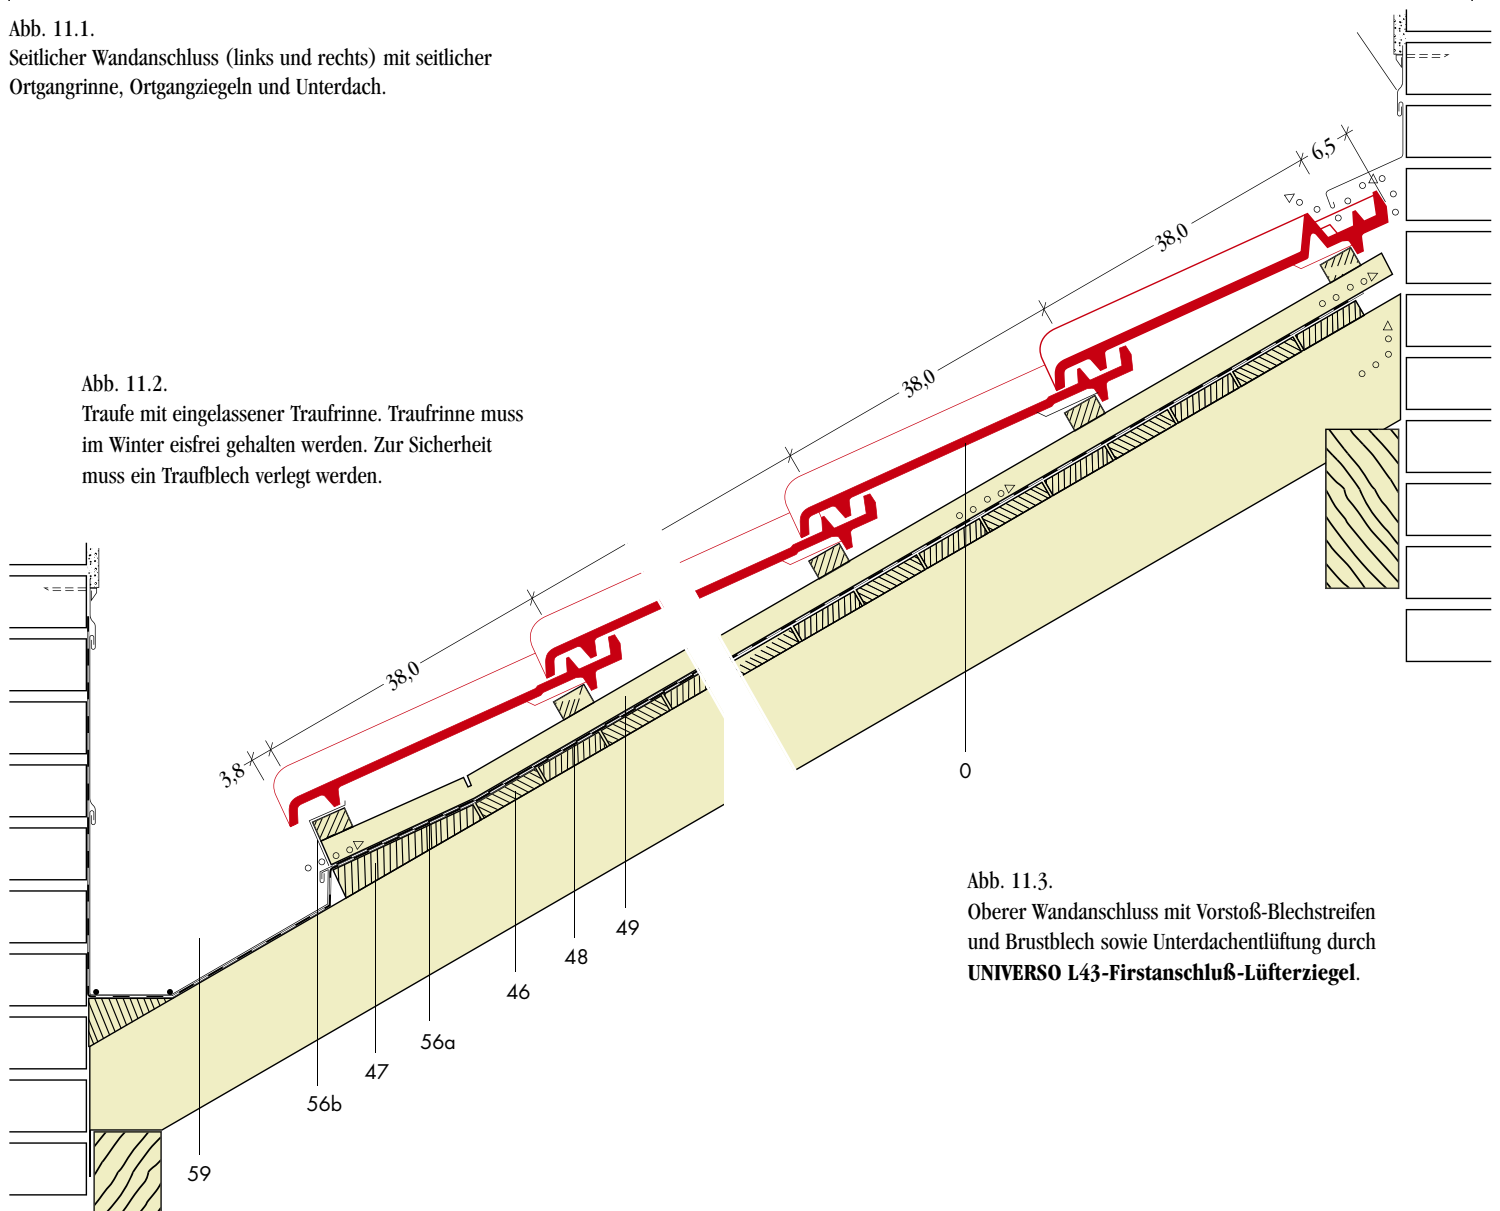 Abb. 11.1.
Seitlicher Wandanschluss (links und rechts) mit seitlicher
Ortgangrinne, Ortgangziegeln und Unterdach.
6,5
38,0
38,0
Abb. 11.2.
Traufe mit eingelassener Traufrinne. Traufrinne muss
im Winter eisfrei gehalten werden. Zur Sicherheit
muss ein Traufblech verlegt werden.
38,0
3,8
0
Abb. 11.3.
Oberer Wandanschluss mit Vorstoß-Blechstreifen
und Brustblech sowie Unterdachentlüftung durch
UNIVERSO L43-Firstanschluß-Lüfterziegel.
49
48
46
56a
47
56b
59